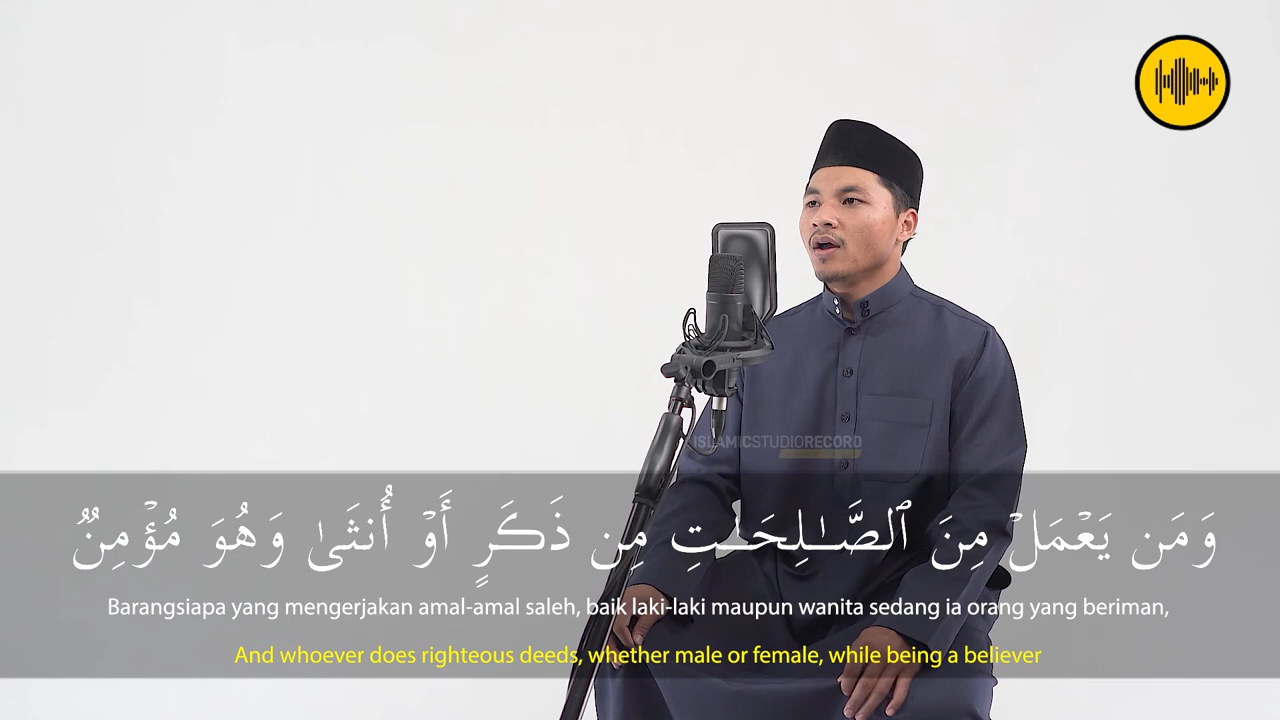 ISLAMICSTUDIORECORD
وَمَن يَعْمَلْ مِنَ ٱلصَّـٰلِحَـٰتِ مِن ذَكَرٍ أَوْ أُنثَىٰ وَهُوَ مُؤْمِنٌ
Barangsiapa yang mengerjakan amal-amal saleh, baik laki-laki maupun wanita sedang ia orang yang beriman,
And whoever does righteous deeds, whether male or female, while being a believer